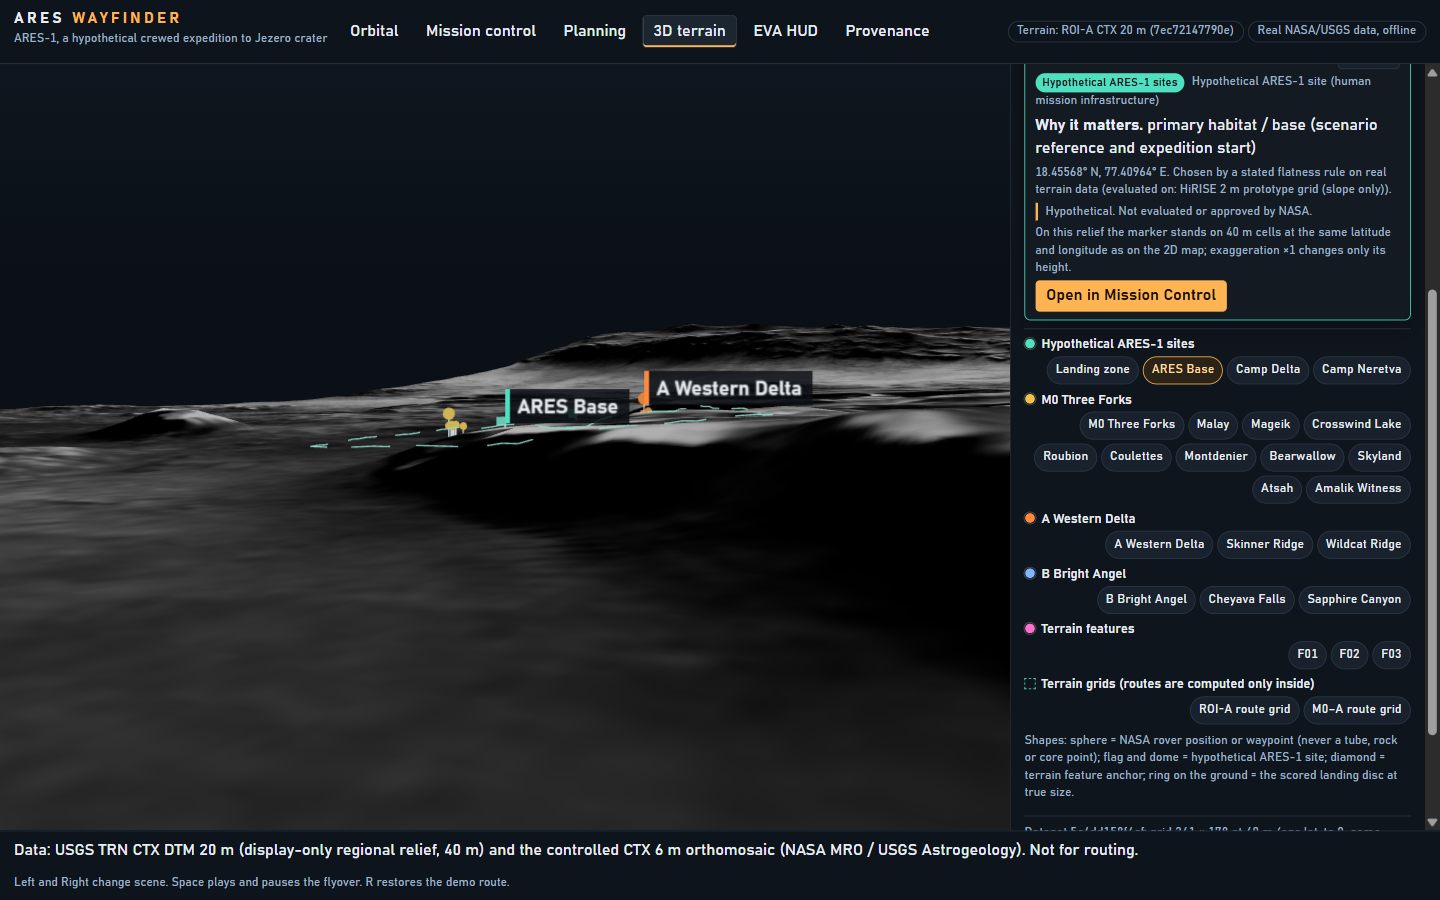 ARES WAYFINDER
ARES-1, a hypothetical crewed expedition to Jezero crater
Orbital
Mission control
Planning
3D terrain
EVA HUD
Provenance
Terrain: ROI-A CTX 20 m (7ec72147790e)
Real NASA/USGS data, offline
Hypothetical ARES-1 sites
Hypothetical ARES-1 site (human
mission infrastructure)
Why it matters. primary habitat / base (scenario
reference and expedition start)
18.45568° N, 77.40964° E. Chosen by a stated flatness rule on real
terrain data (evaluated on: HiRISE 2 m prototype grid (slope only)).
Hypothetical. Not evaluated or approved by NASA.
On this relief the marker stands on 40 m cells at the same latitude
and longitude as on the 2D map; exaggeration ×1 changes only its
height.
Open in Mission Control
Hypothetical ARES-1 sites
Landing zone
ARES Base
Camp Delta
Camp Neretva
M0 Three Forks
M0 Three Forks
Malay
Mageik
Crosswind Lake
Roubion
Coulettes
Montdenier
Bearwallow
Skyland
Atsah
Amalik Witness
A Western Delta
A Western Delta
Skinner Ridge
Wildcat Ridge
B Bright Angel
B Bright Angel
Cheyava Falls
Sapphire Canyon
Terrain features
F01
F02
F03
Terrain grids (routes are computed only inside)
ROI-A route grid
M0–A route grid
Shapes: sphere = NASA rover position or waypoint (never a tube, rock
or core point); flag and dome = hypothetical ARES-1 site; diamond =
terrain feature anchor; ring on the ground = the scored landing disc at
true size.
ARES Base
A Western Delta
Data: USGS TRN CTX DTM 20 m (display-only regional relief, 40 m) and the controlled CTX 6 m orthomosaic (NASA MRO / USGS Astrogeology). Not for routing.
Left and Right change scene. Space plays and pauses the flyover. R restores the demo route.